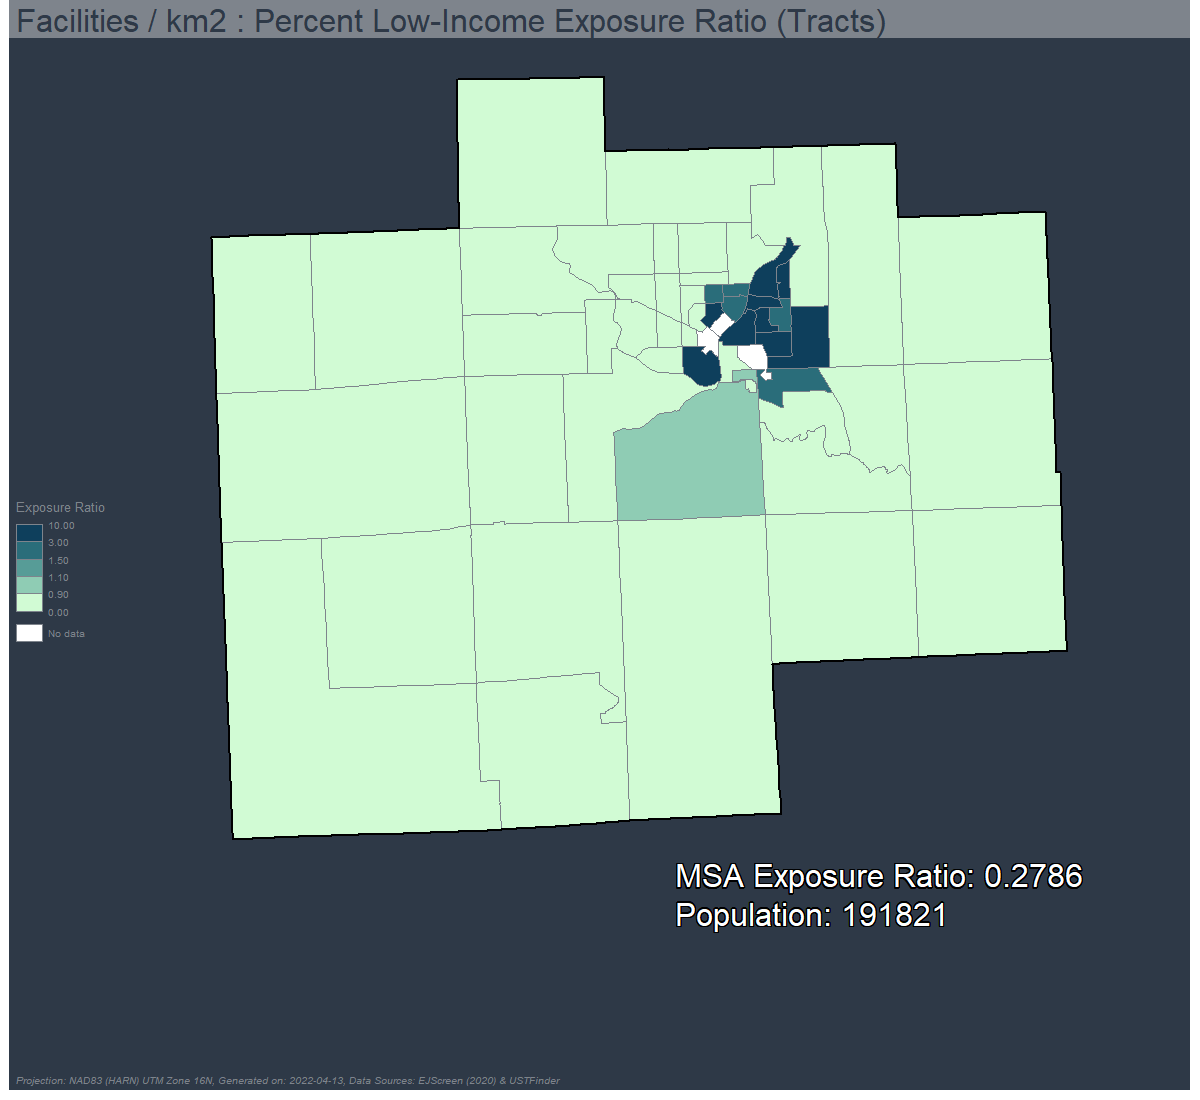 Facilities / km2 : Percent Low-Income Exposure Ratio (Tracts)
Exposure Ratio
10.00
3.00
1.50
1.10
0.90
0.00
No data
MSA Exposure Ratio: 0.2786
Population: 191821
Projection: NAD83 (HARN) UTM Zone 16N, Generated on: 2022-04-13, Data Sources: EJScreen (2020) & USTFinder